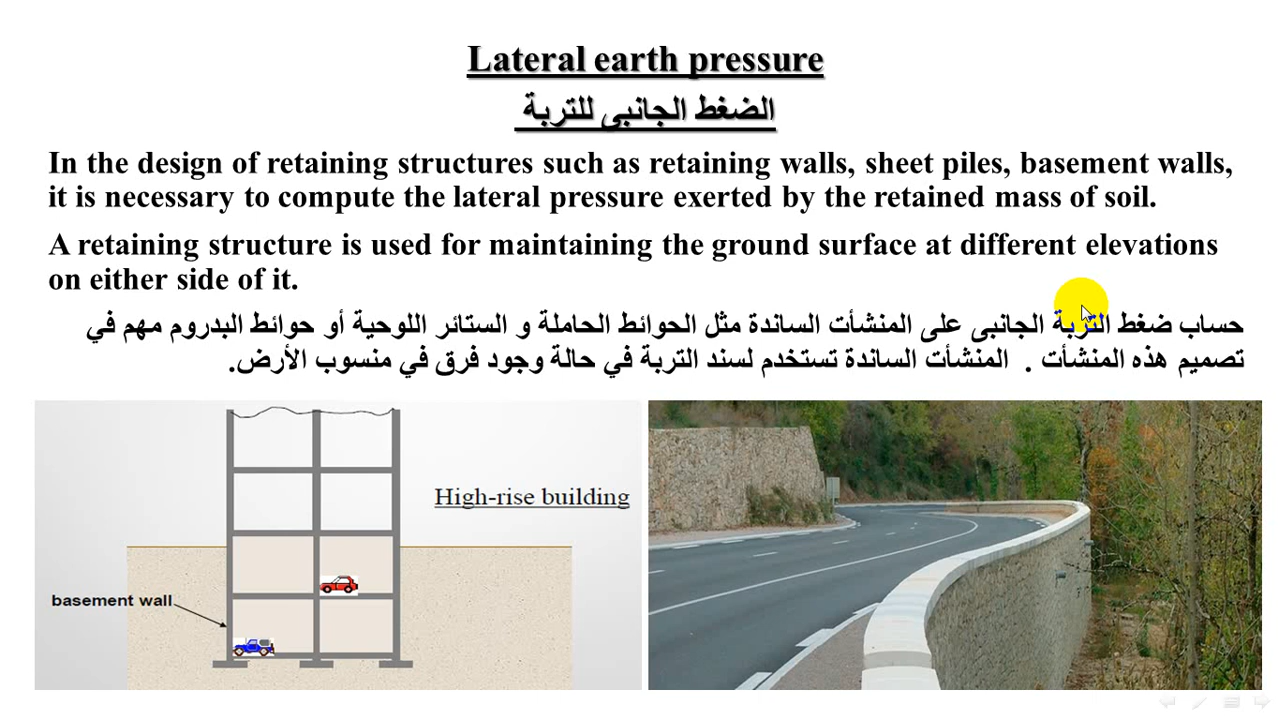 Lateral earth pressure
الضغط الجانبى للتربة
In the design of retaining structures such as retaining walls, sheet piles, basement walls,
it is necessary to compute the lateral pressure exerted by the retained mass of soil.
A retaining structure is used for maintaining the ground surface at different elevations
on either side of it.
حساب ضغط التربة الجانبى على المنشأت الساندة مثل الحوائط الحاملة و الستائر اللوحية أو حوائط البدروم مهم في
تصميم هذه المنشأت . المنشأت الساندة تستخدم لسند التربة في حالة وجود فرق في منسوب الأرض.
High-rise building
basement wall